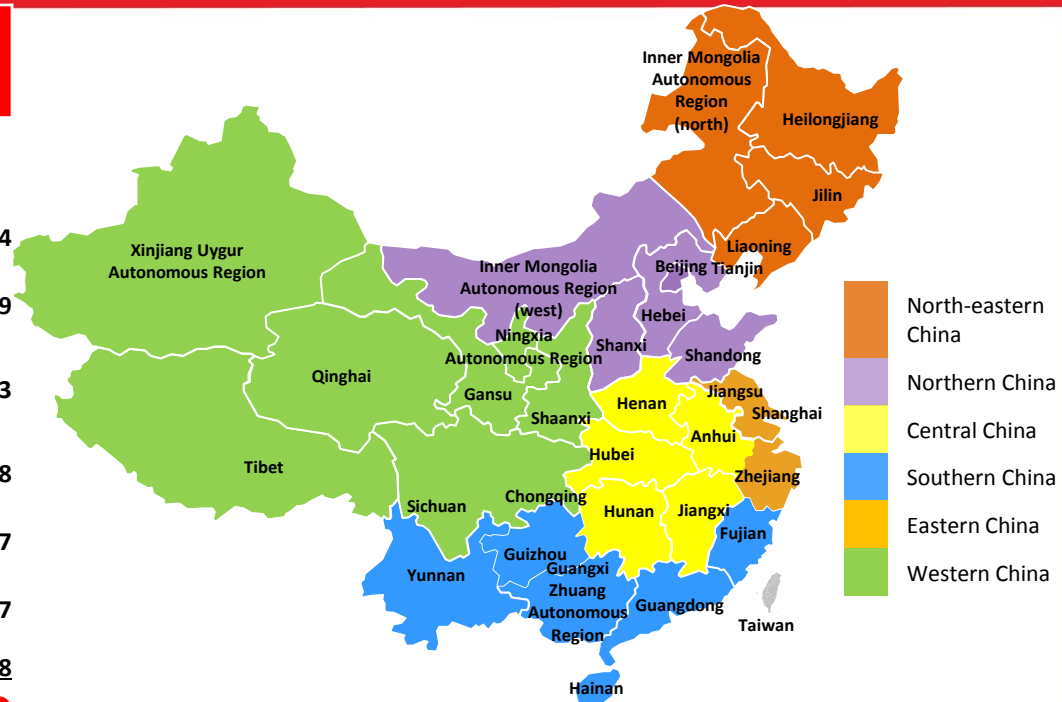 Inner Mongolia
Autonomous
Region
(north)
Heilongjiang
Jilin
Liaoning
4
Xinjiang Uygur
Autonomous Region
Inner Mongolia
Autonomous Region
(west)
Beijing
Tianjin
9
Hebei
Ningxia
Autonomous Region
Shanxi
Shandong
3
Qinghai
Gansu
Shaanxi
Henan
Jiangsu
Shanghai
Anhui
Hubei
8
Tibet
Zhejiang
Sichuan
Chongqing
Hunan
Jiangxi
Fujian
7
Yunnan
Guizhou
Guangxi
Zhuang
Autonomous
Region
Guangdong
7
Taiwan
8
Hainan
North-eastern
China
Northern China
Central China
Southern China
Eastern China
Western China